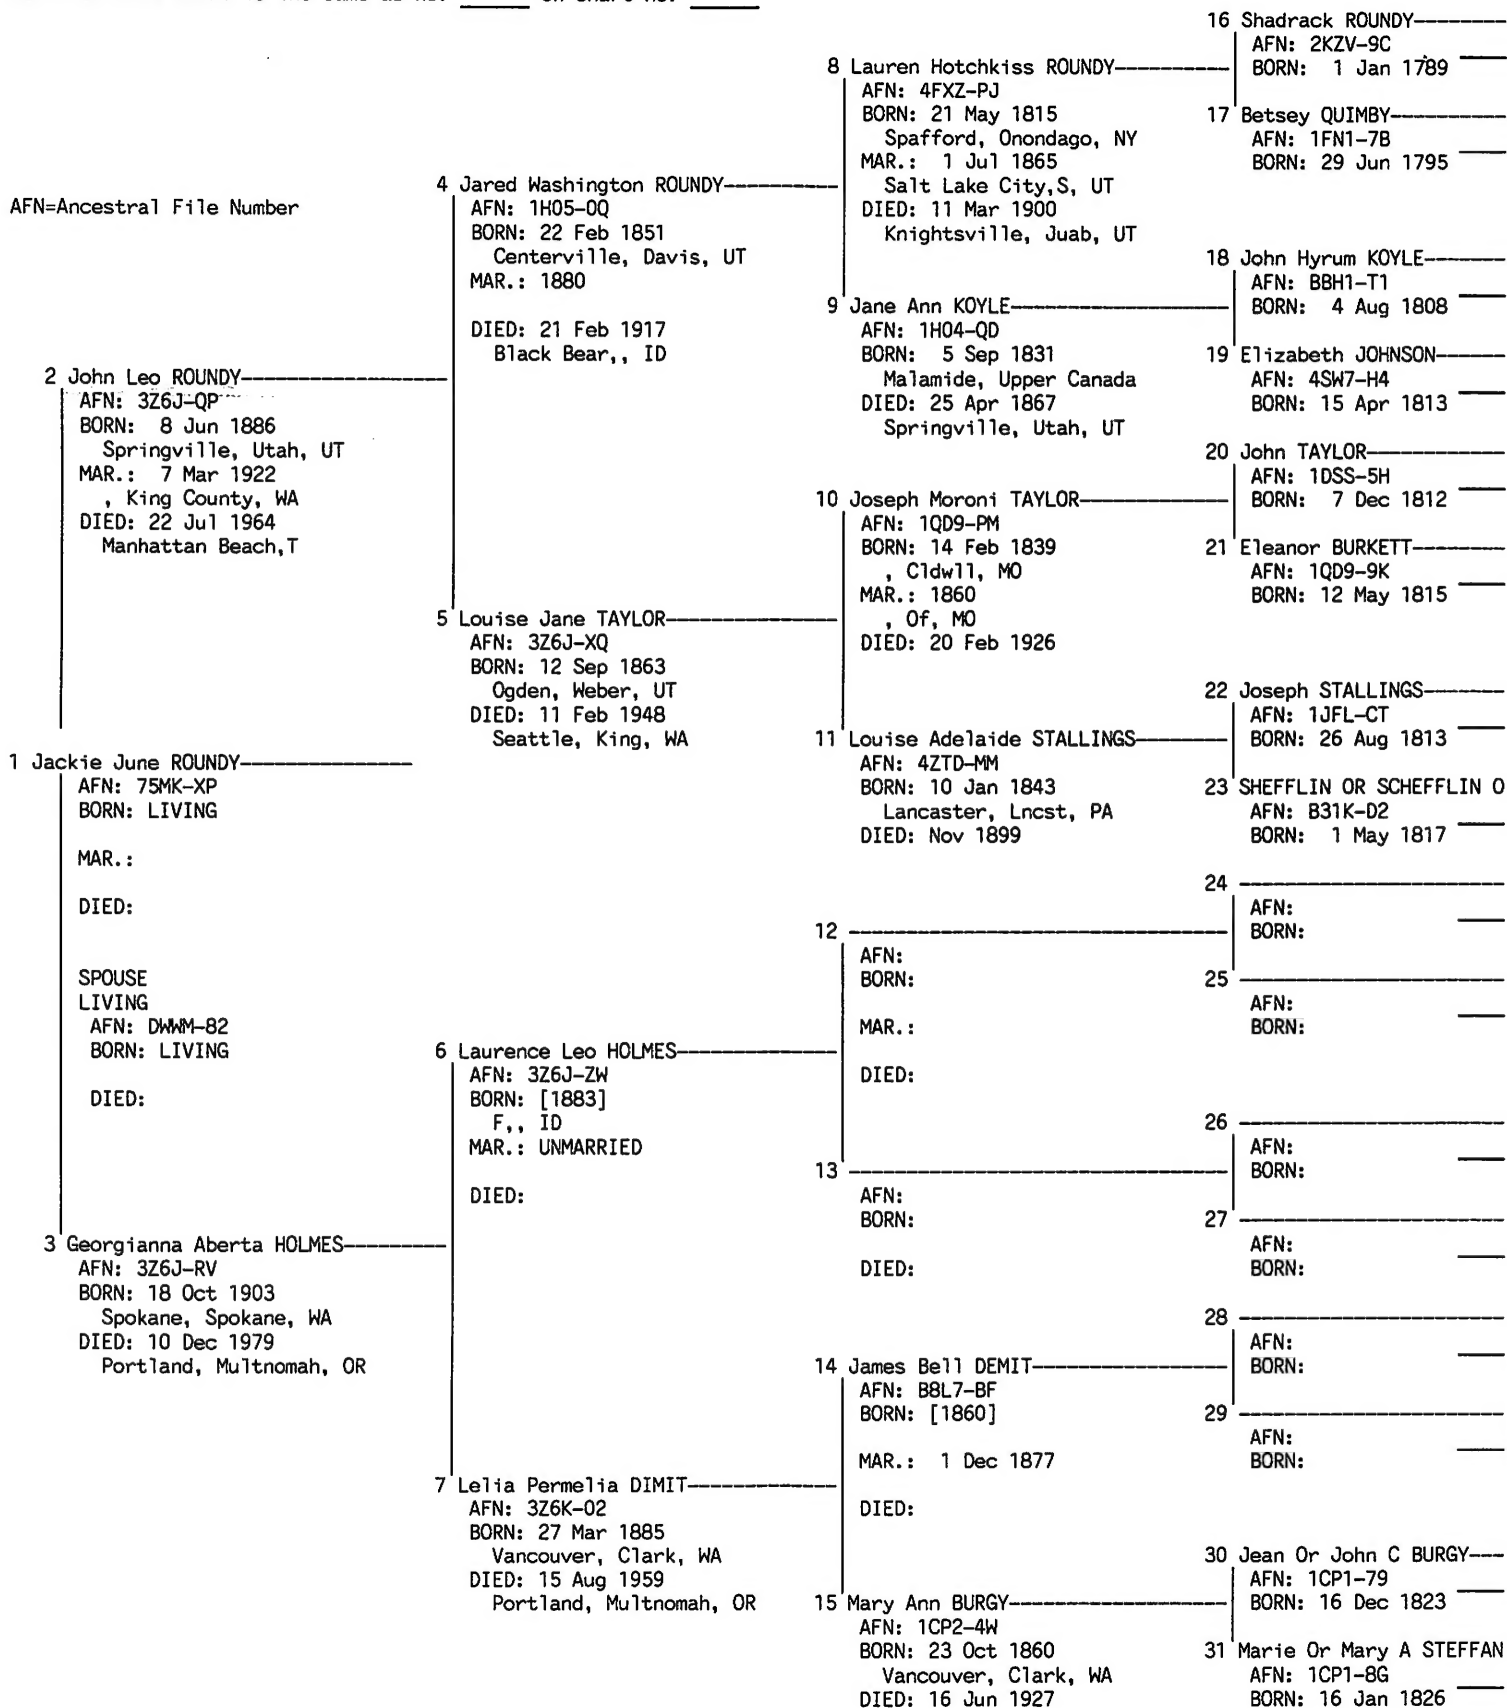 AFN=Ancestral File Number
1 Jackie June ROUNDY
AFN: 75MK-XP
BORN: LIVING
MAR.:
DIED:
SPOUSE
LIVING
AFN: DWWM-82
BORN: LIVING
DIED:
2 John Leo ROUNDY
AFN: 3Z6J-QP
BORN: 8 Jun 1886
Springville, Utah, UT
MAR.: 7 Mar 1922
, King County, WA
DIED: 22 Jul 1964
Manhattan Beach,T
3 Georgianna Aberta HOLMES
AFN: 3Z6J-RV
BORN: 18 Oct 1903
Spokane, Spokane, WA
DIED: 10 Dec 1979
Portland, Multnomah, OR
4 Jared Washington ROUNDY
AFN: 1H05-0Q
BORN: 22 Feb 1851
Centerville, Davis, UT
MAR.: 1880
DIED: 21 Feb 1917
Black Bear,, ID
5 Louise Jane TAYLOR
AFN: 3Z6J-XQ
BORN: 12 Sep 1863
Ogden, Weber, UT
DIED: 11 Feb 1948
Seattle, King, WA
6 Laurence Leo HOLMES
AFN: 3Z6J-ZW
BORN: [1883]
F,, ID
MAR.: UNMARRIED
DIED:
7 Lelia Permelia DIMIT
AFN: 3Z6K-02
BORN: 27 Mar 1885
Vancouver, Clark, WA
DIED: 15 Aug 1959
Portland, Multnomah, OR
8 Lauren Hotchkiss ROUNDY
AFN: 4FXZ-PJ
BORN: 21 May 1815
Spafford, Onondago, NY
MAR.: 1 Jul 1865
Salt Lake City,S, UT
DIED: 11 Mar 1900
Knightsville, Juab, UT
9 Jane Ann KOYLE
AFN: 1H04-QD
BORN: 5 Sep 1831
Malamide, Upper Canada
DIED: 25 Apr 1867
Springville, Utah, UT
10 Joseph Moroni TAYLOR
AFN: 1QD9-PM
BORN: 14 Feb 1839
, Cldwll, MO
MAR.: 1860
, Of, MO
DIED: 20 Feb 1926
11 Louise Adelaide STALLINGS
AFN: 4ZTD-MM
BORN: 10 Jan 1843
Lancaster, Lncst, PA
DIED: Nov 1899
12
AFN:
BORN:
MAR.:
DIED:
13
AFN:
BORN:
DIED:
14 James Bell DEMIT
AFN: B8L7-BF
BORN: [1860]
MAR.: 1 Dec 1877
DIED:
15 Mary Ann BURGY
AFN: 1CP2-4W
BORN: 23 Oct 1860
Vancouver, Clark, WA
DIED: 16 Jun 1927
16 Shadrack ROUNDY
AFN: 2KZV-9C
BORN: 1 Jan 1789
17 Betsey QUIMBY
AFN: 1FN1-7B
BORN: 29 Jun 1795
18 John Hyrum KOYLE
AFN: BBH1-T1
BORN: 4 Aug 1808
19 Elizabeth JOHNSON
AFN: 4SW7-H4
BORN: 15 Apr 1813
20 John TAYLOR
AFN: 1DSS-5H
BORN: 7 Dec 1812
21 Eleanor BURKETT
AFN: 1QD9-9K
BORN: 12 May 1815
22 Joseph STALLINGS
AFN: 1JFL-CT
BORN: 26 Aug 1813
23 SHEFFLIN OR SCHEFFLIN O
AFN: B31K-D2
BORN: 1 May 1817
24
AFN:
BORN:
25
AFN:
BORN:
26
AFN:
BORN:
27
AFN:
BORN:
28
AFN:
BORN:
29
AFN:
BORN:
30 Jean Or John C BURGY
AFN: 1CP1-79
BORN: 16 Dec 1823
31 Marie Or Mary A STEFFAN
AFN: 1CP1-8G
BORN: 16 Jan 1826